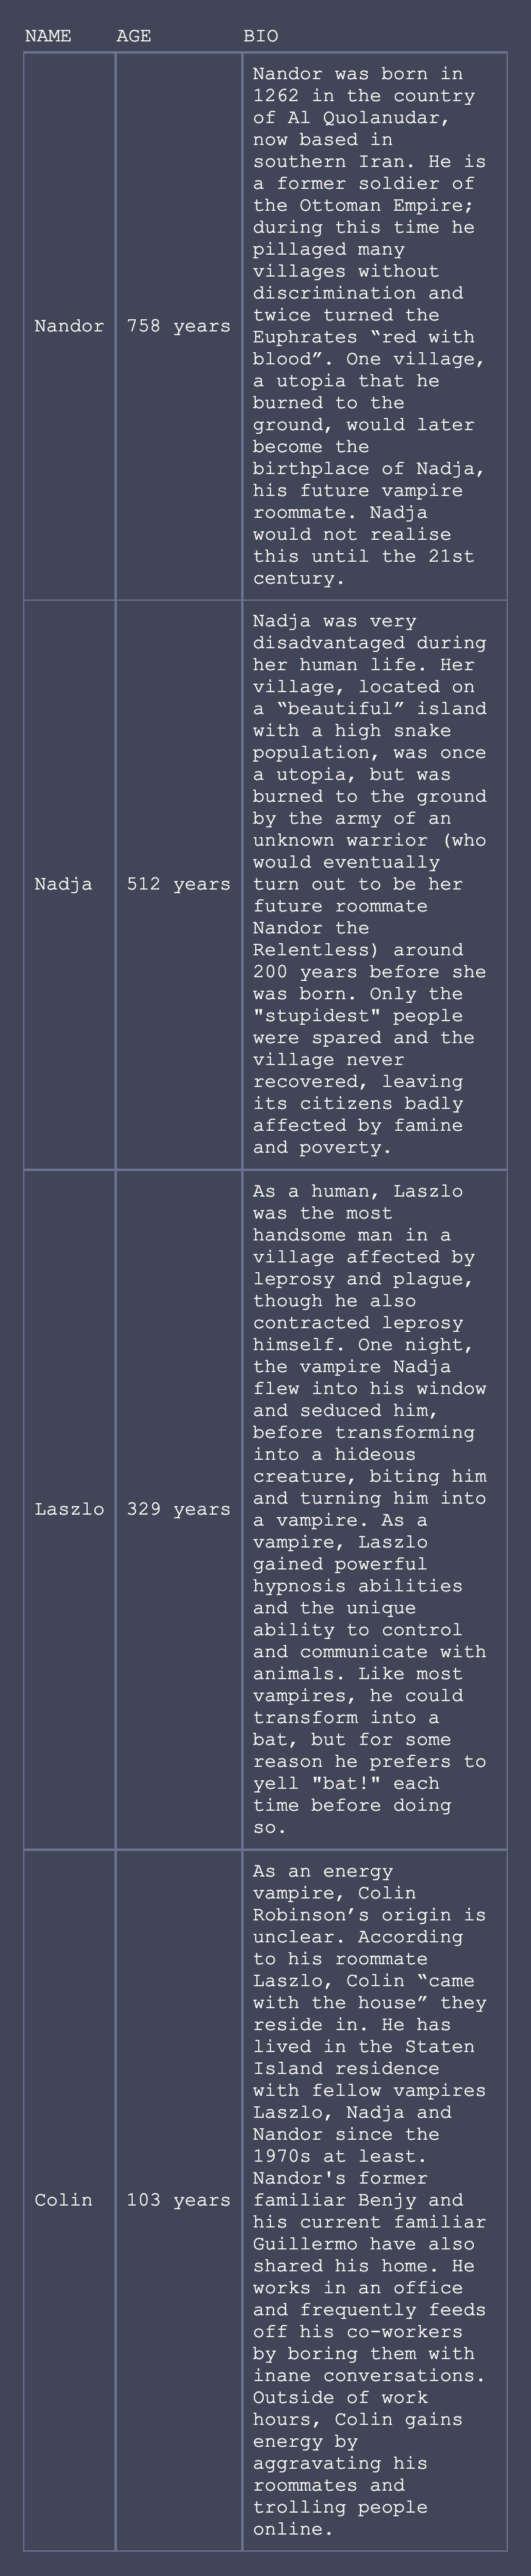 NAME AGE BIO
Nandor was born in
1262 in the country
of Al Quolanudar,
now based in
southern Iran. He is
a former soldier of
the Ottoman Empire;
during this time he
pillaged many
villages without
discrimination and
twice turned the
Nandor 758 years Euphrates “red with
blood”. One village,
a utopia that he
burned to the
ground, would later
become the
birthplace of Nadja,
his future vampire
roommate. Nadja
would not realise
this until the 21st
century.
Nadja was very
disadvantaged during
her human life. Her
village, located on
a “beautiful” island
with a high snake
population, was once
a utopia, but was
burned to the ground
by the army of an
unknown warrior (who
would eventually
Nadja 512 years turn out to be her
future roommate
Nandor the
Relentless) around
200 years before she
was born. Only the
"stupidest" people
were spared and the
village never
recovered, leaving
its citizens badly
affected by famine
and poverty.
As a human, Laszlo
was the most
handsome man in a
village affected by
leprosy and plague,
though he also
contracted leprosy
himself. One night,
the vampire Nadja
flew into his window
and seduced him,
before transforming
into a hideous
creature, biting him
and turning him into
Laszlo 329 years a vampire. As a
vampire, Laszlo
gained powerful
hypnosis abilities
and the unique
ability to control
and communicate with
animals. Like most
vampires, he could
transform into a
bat, but for some
reason he prefers to
yell "bat!" each
time before doing
so.
As an energy
vampire, Colin
Robinson’s origin is
unclear. According
to his roommate
Laszlo, Colin “came
with the house” they
reside in. He has
lived in the Staten
Island residence
with fellow vampires
Laszlo, Nadja and
Nandor since the
1970s at least.
Nandor's former
Colin 103 years familiar Benjy and
his current familiar
Guillermo have also
shared his home. He
works in an office
and frequently feeds
off his co-workers
by boring them with
inane conversations.
Outside of work
hours, Colin gains
energy by
aggravating his
roommates and
trolling people
online.